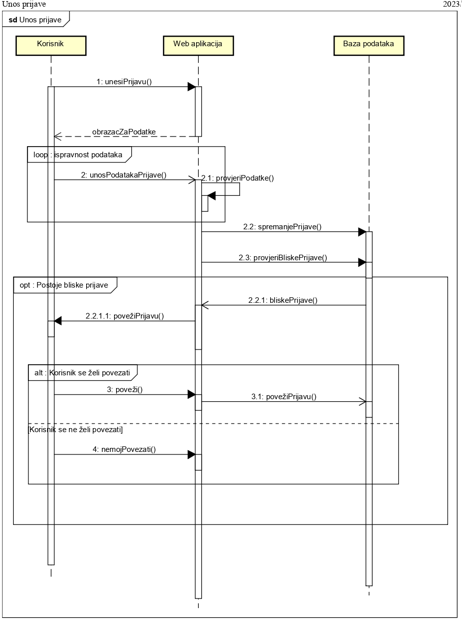 Unos prijave 2023.
sd Unos prijave
Korisnik Web aplikacija Baza podataka
1: unesiPrijavu()
obrazacZaPodatke
loop : ispravnost podataka
2: unosPodatakaPrijave() 2.1: provjeriPodatke()
2.2: spremanjePrijave()
2.3: provjeriBliskePrijave()
opt : Postoje bliske prijave
2.2.1: bliskePrijave()
2.2.1.1: povežiPrijavu()
alt : Korisnik se želi povezati
3: poveži() 3.1: povežiPrijavu()
[Korisnik se ne želi povezati]
4: nemojPovezati()